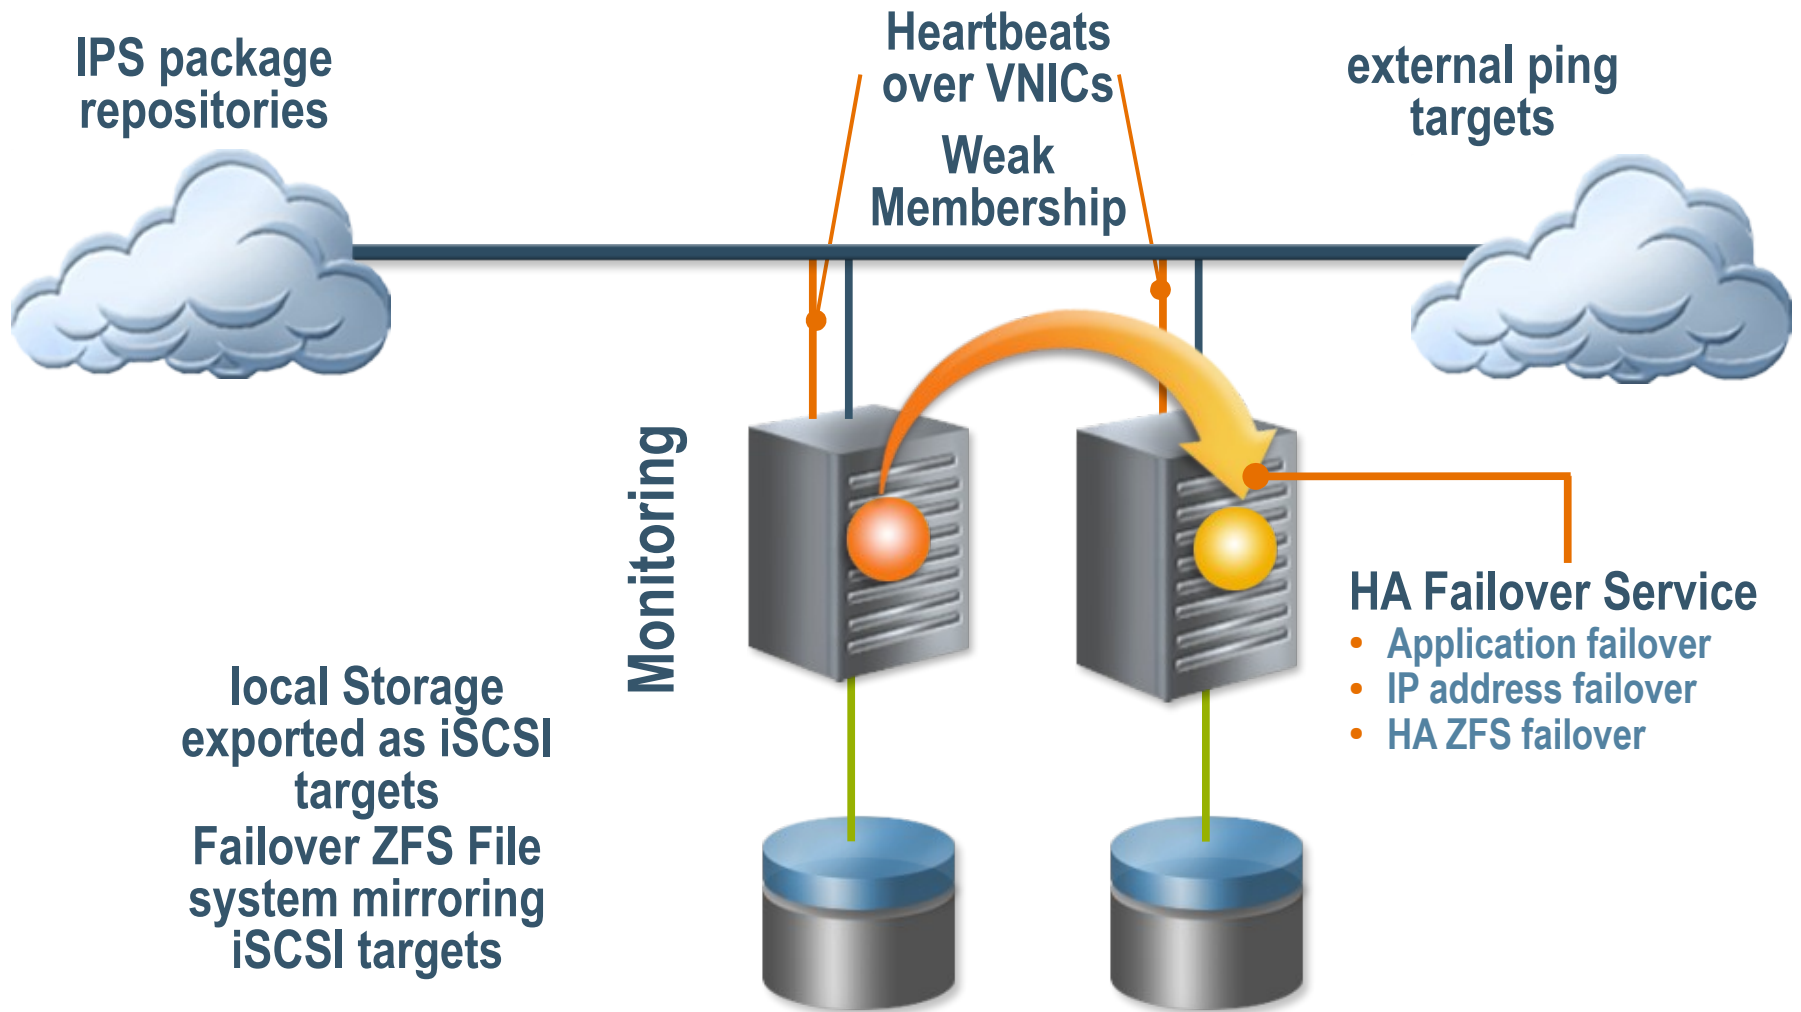 IPS package
repositories
Heartbeats
over VNICs
Weak
Membership
external ping
targets
Monitoring
HA Failover Service
• Application failover
• IP address failover
• HA ZFS failover
local Storage
exported as iSCSI
targets
Failover ZFS File
system mirroring
iSCSI targets